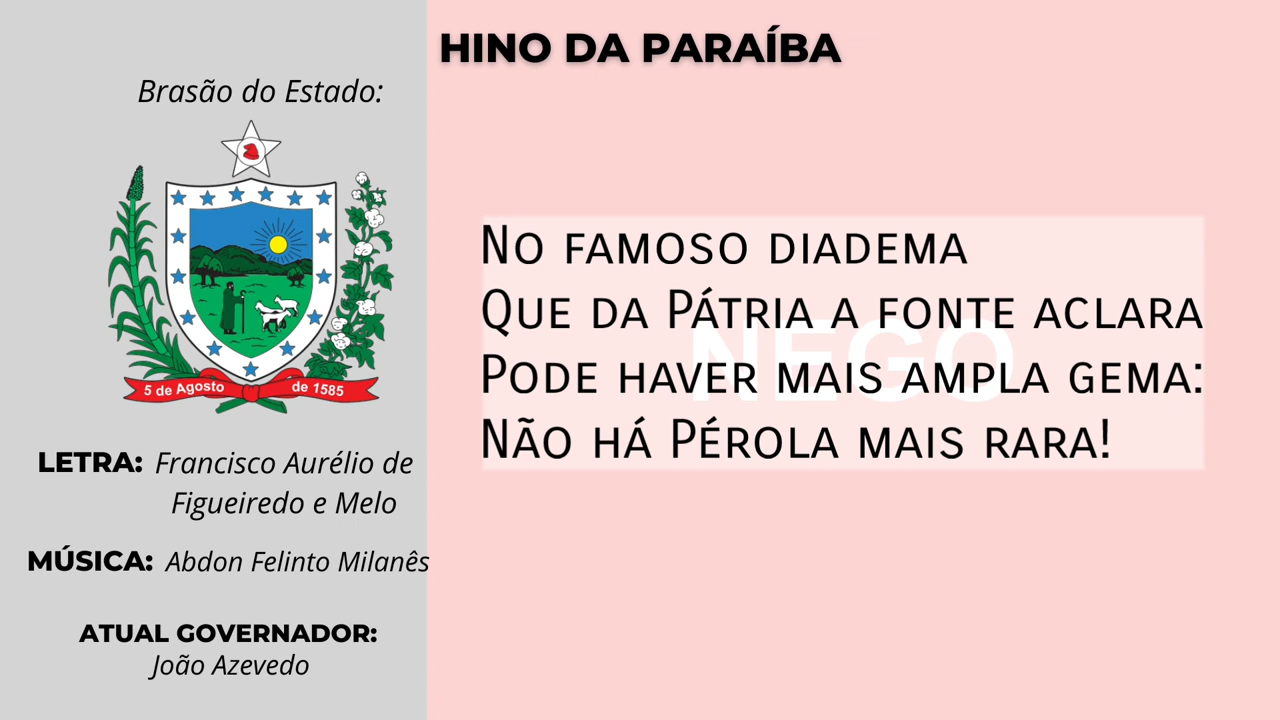 HINO DA PARAÍBA
Brasão do Estado:
5 de Agosto de 1585
LETRA: Francisco Aurélio de
Figueiredo e Melo
MÚSICA: Abdon Felinto Milanês
ATUAL GOVERNADOR:
João Azevedo
NEGO
No famoso diadema
Que da Pátria a fonte aclara
Pode haver mais ampla gema:
Não há Pérola mais rara!